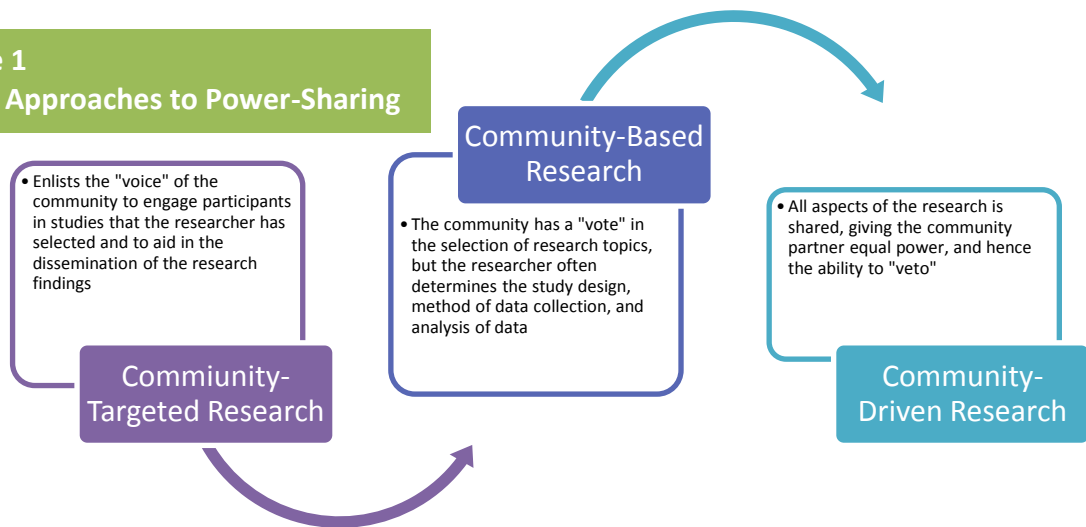 e 1
Approaches to Power-Sharing
• Enlists the "voice" of the
community to engage participants
in studies that the researcher has
selected and to aid in the
dissemination of the research
findings
Commiunity-
Targeted Research
Community-Based
Research
• The community has a "vote" in
the selection of research topics,
but the researcher often
determines the study design,
method of data collection, and
analysis of data
• All aspects of the research is
shared, giving the community
partner equal power, and hence
the ability to "veto"
Community-
Driven Research